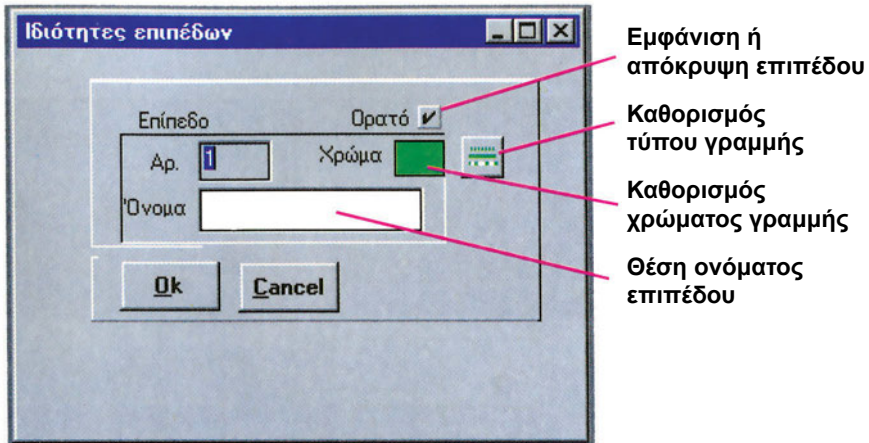 Ιδιότητες επιπέδων
Εμφάνιση ή
απόκρυψη επιπέδου
Επίπεδο
Ορατό
Καθορισμός
τύπου γραμμής
Αρ. 1
Χρώμα
Καθορισμός
χρώματος γραμμής
Όνομα
Θέση ονόματος
επιπέδου
Ok
Cancel